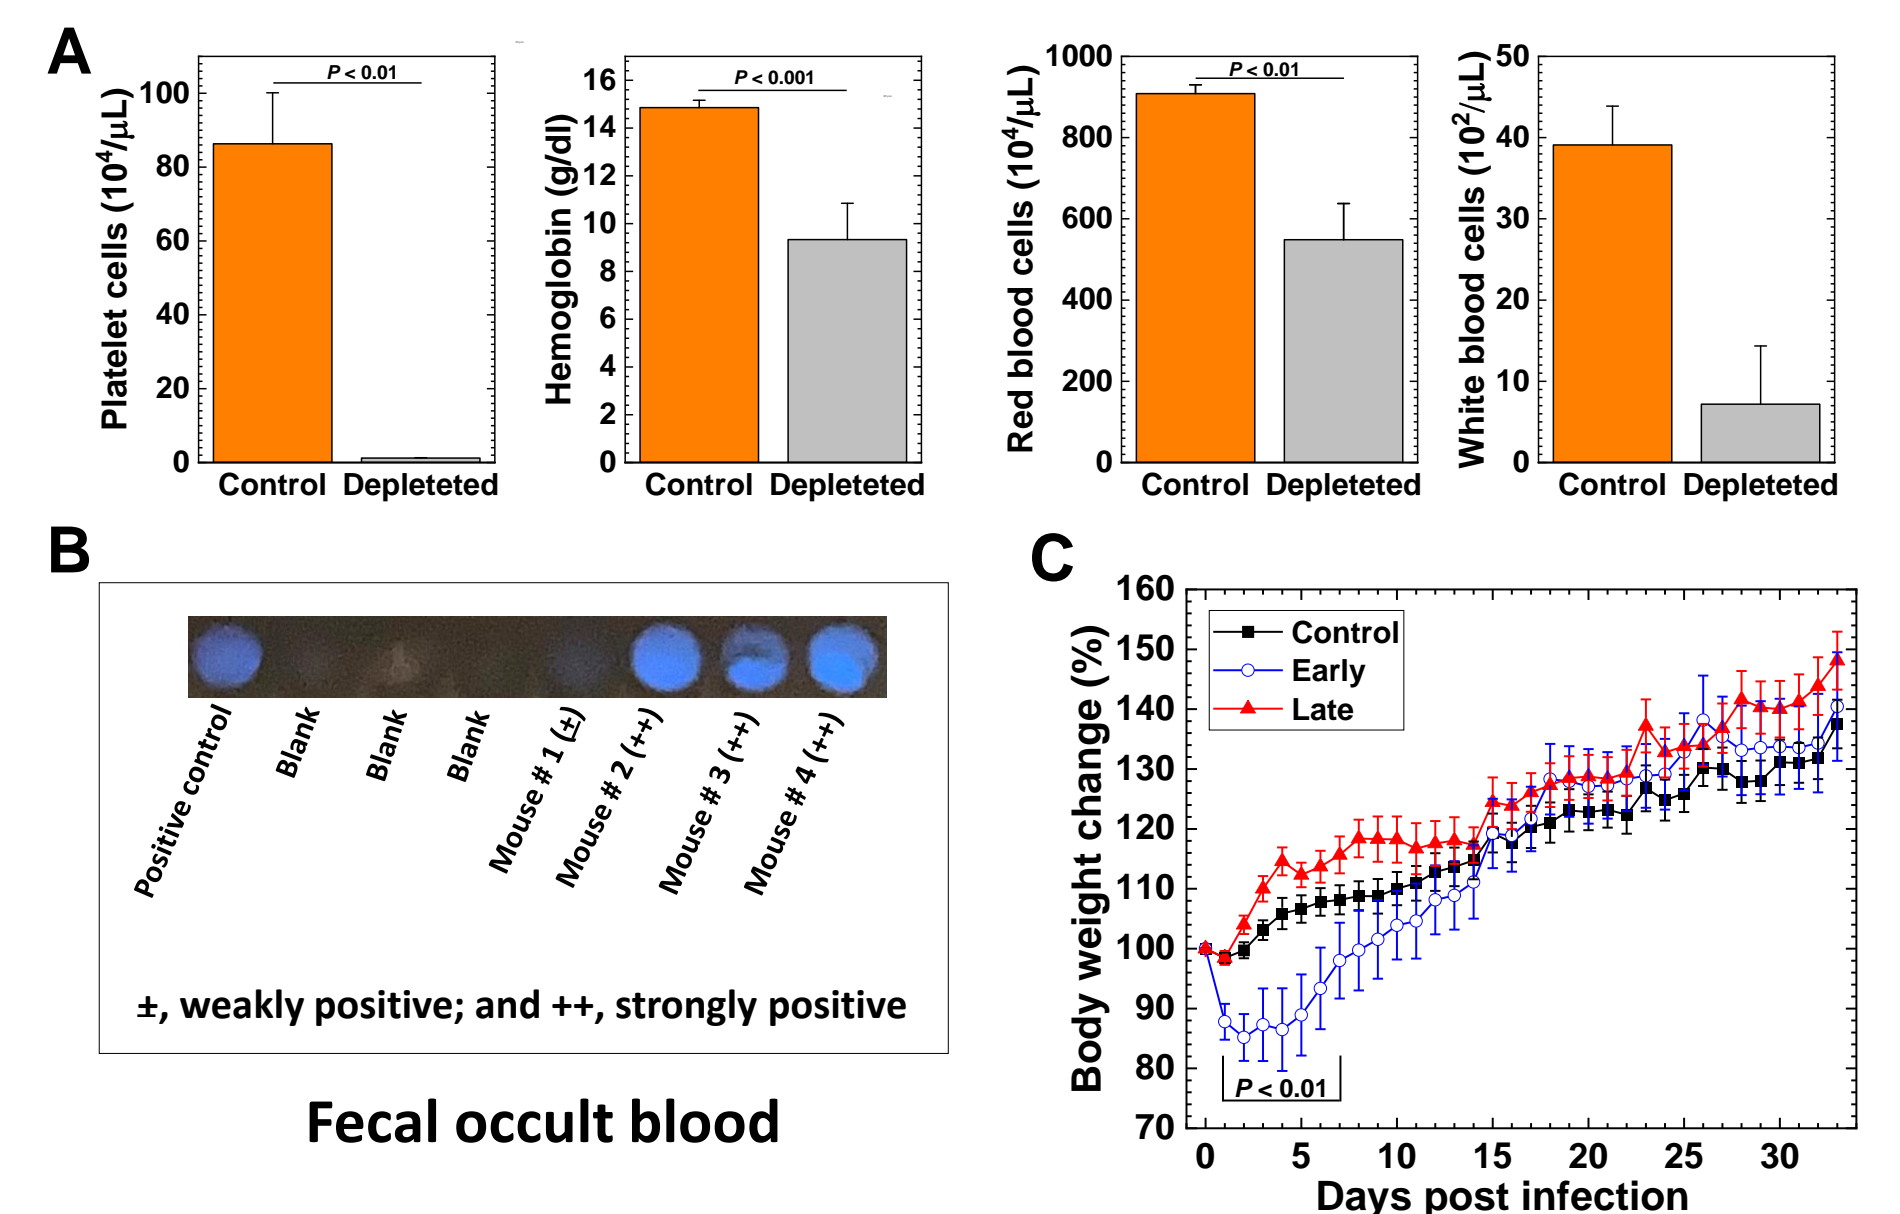 A
Platelet cells (10⁴/μL)
100
80
60
40
20
0
P < 0.01
Control Depleteted
Hemoglobin (g/dl)
16
14
12
10
8
6
4
2
0
P < 0.001
Control Depleteted
Red blood cells (10⁴/μL)
1000
800
600
400
200
0
P < 0.01
Control Depleteted
White blood cells (10²/μL)
50
40
30
20
10
0
Control Depleteted
B
Positive control
Blank
Blank
Blank
Mouse # 1 (±)
Mouse # 2 (++)
Mouse # 3 (++)
Mouse # 4 (++)
±, weakly positive; and ++, strongly positive
Fecal occult blood
C
Body weight change (%)
160
150
140
130
120
110
100
90
80
70
Control
Early
Late
P < 0.01
0 5 10 15 20 25 30
Days post infection